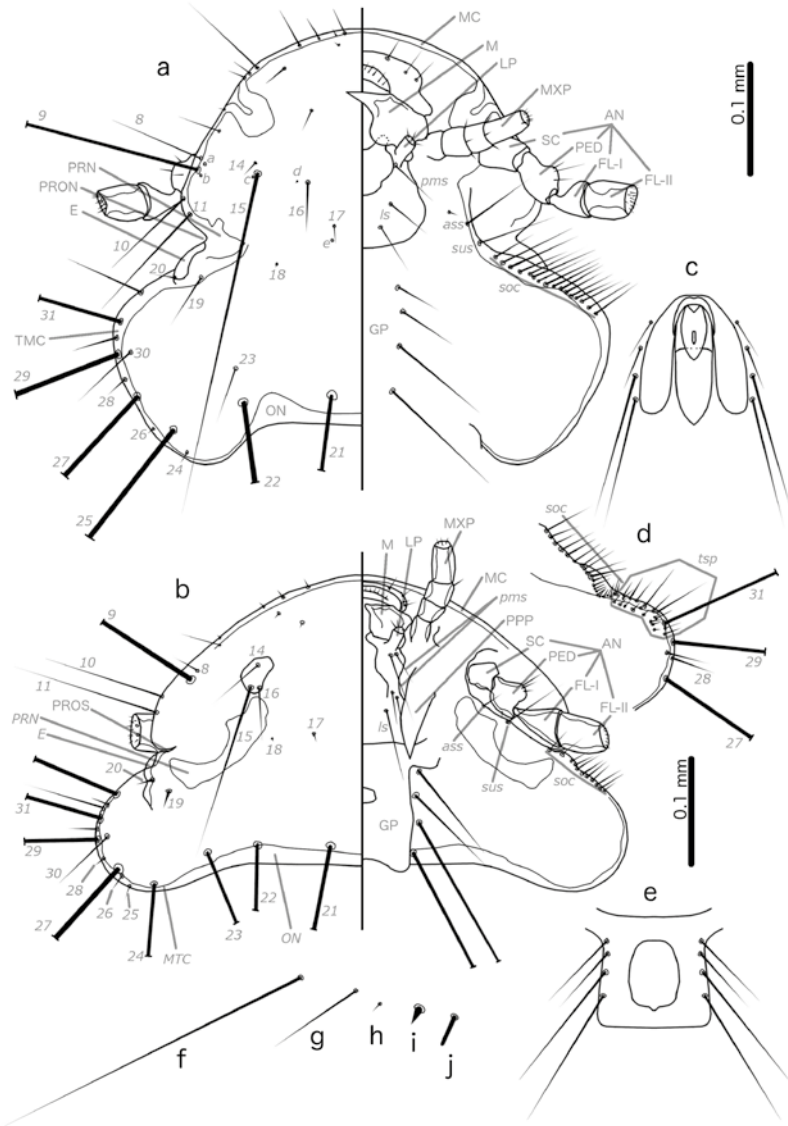 a
MC
M
LP
MXP
AN
SC
PED
FL-I
FL-II
0.1 mm
9
8
a
b
PRN
PRON
E
14
c
d
15
16
17
e
11
10
20
19
18
pms
ls
ass
sus
soc
c
31
TMC
30
29
28
27
26
25
24
23
22
21
ON
GP
MXP
M
LP
MC
pms
PPP
SC
AN
PED
FL-I
FL-II
soc
d
tsp
31
29
28
27
b
9
8
10
11
14
16
15
17
18
PROS
PRN
E
20
19
31
29
30
28
26
27
25
24
MTC
23
22
ON
21
ls
ass
sus
soc
GP
0.1 mm
e
f
g
h
i
j